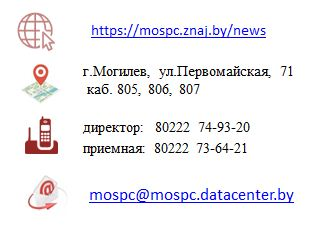 https://mospc.znaj.by/news
г.Могилев, ул.Первомайская, 71
каб. 805, 806, 807
директор: 80222 74-93-20
приемная: 80222 73-64-21
mospc@mospc.datacenter.by